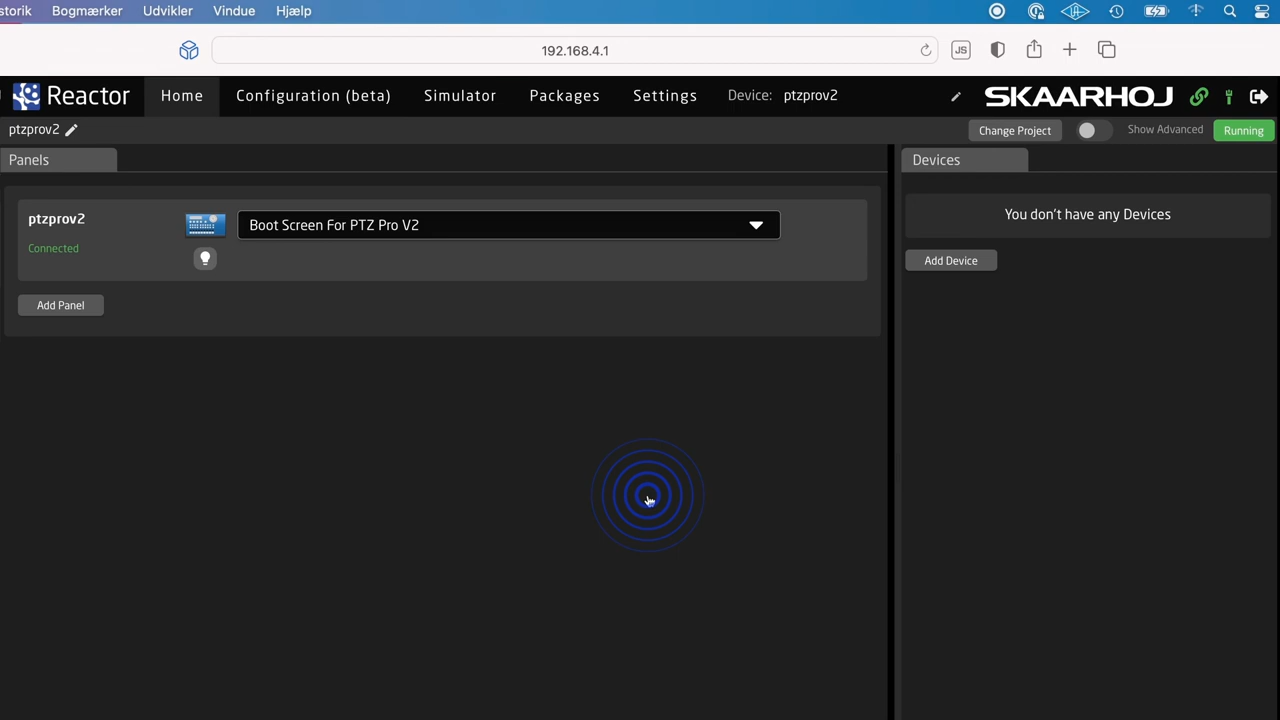 storik Bogmærker Udvikler Vindue Hjælp
192.168.4.1
JS
Reactor Home Configuration (beta) Simulator Packages Settings Device: ptzprov2 SKAARHOJ
ptzprov2 Change Project Show Advanced Running
Panels
Devices
ptzprov2
Connected
Boot Screen For PTZ Pro V2
You don't have any Devices
Add Device
Add Panel